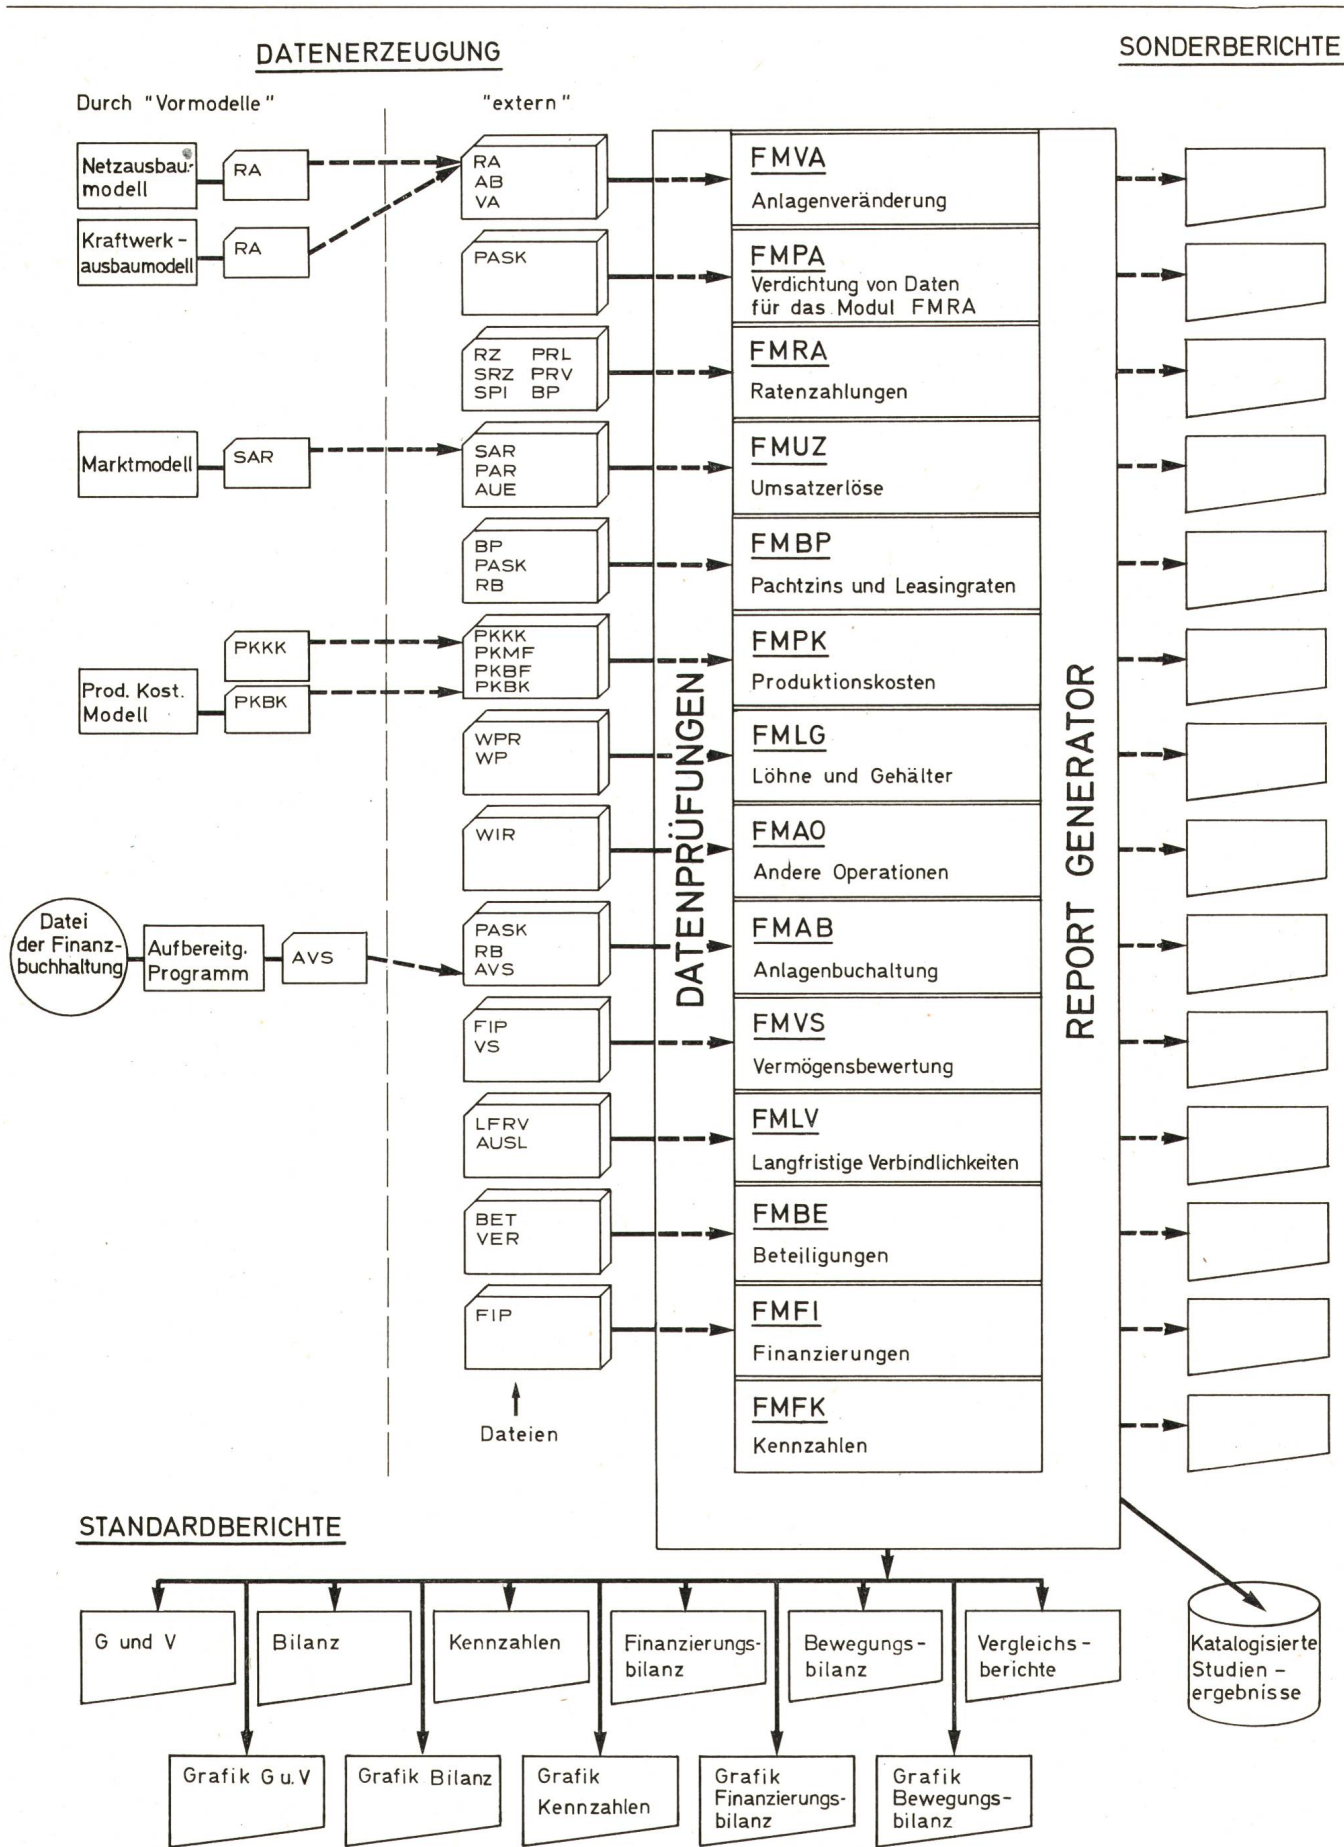 DATENERZEUGUNG
SONDERBERICHTE
Durch "Vormodelle"
"extern"
Netzausbau-
modell
RA
Kraftwerk-
ausbaumodell
RA
RA
AB
VA
FMVA
Anlagenveränderung
PASK
FMPA
Verdichtung von Daten
für das Modul FMRA
RZ PRL
SRZ PRV
SPI BP
FMRA
Ratenzahlungen
Marktmodell
SAR
SAR
PAR
AUE
FMUZ
Umsatzerlöse
BP
PASK
RB
FMBP
Pachtzins und Leasingraten
Prod. Kost.
Modell
PKKK
PKBK
PKKK
PKMF
PKBF
PKBK
FMPK
Produktionskosten
WPR
WP
FMLG
Löhne und Gehälter
WIR
FMAO
Andere Operationen
Datei
der Finanz-
buchhaltung
Aufbereitg.
Programm
AVS
PASK
RB
AVS
FMAB
Anlagenbuchaltung
FIP
VS
FMVS
Vermögensbewertung
LFRV
AUSL
FMLV
Langfristige Verbindlichkeiten
BET
VER
FMBE
Beteiligungen
FIP
FMFI
Finanzierungen
FMFK
Kennzahlen
Dateien
DATENPRÜFUNGEN
REPORT GENERATOR
STANDARDBERICHTE
G und V
Bilanz
Kennzahlen
Finanzierungs-
bilanz
Bewegungs-
bilanz
Vergleichs-
berichte
Katalogisierte
Studien-
ergebnisse
Grafik G u. V
Grafik Bilanz
Grafik
Kennzahlen
Grafik
Finanzierungs-
bilanz
Grafik
Bewegungs-
bilanz